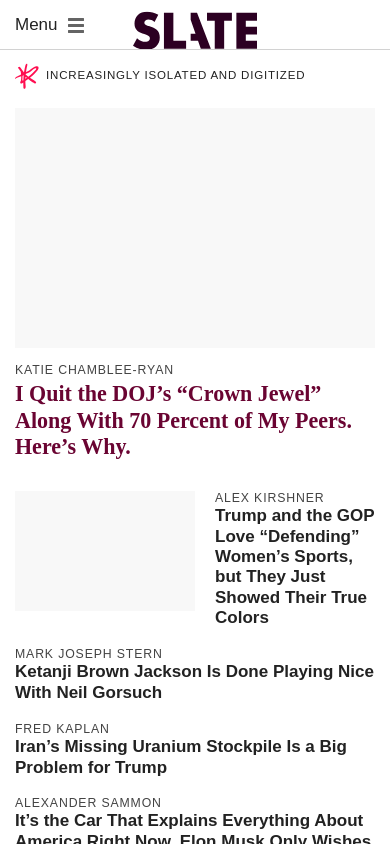 Menu
SLATE
INCREASINGLY ISOLATED AND DIGITIZED
KATIE CHAMBLEE-RYAN
I Quit the DOJ’s “Crown Jewel”
Along With 70 Percent of My Peers.
Here’s Why.
ALEX KIRSHNER
Trump and the GOP
Love “Defending”
Women’s Sports,
but They Just
Showed Their True
Colors
MARK JOSEPH STERN
Ketanji Brown Jackson Is Done Playing Nice
With Neil Gorsuch
FRED KAPLAN
Iran’s Missing Uranium Stockpile Is a Big
Problem for Trump
ALEXANDER SAMMON
It’s the Car That Explains Everything About
America Right Now. Elon Musk Only Wishes